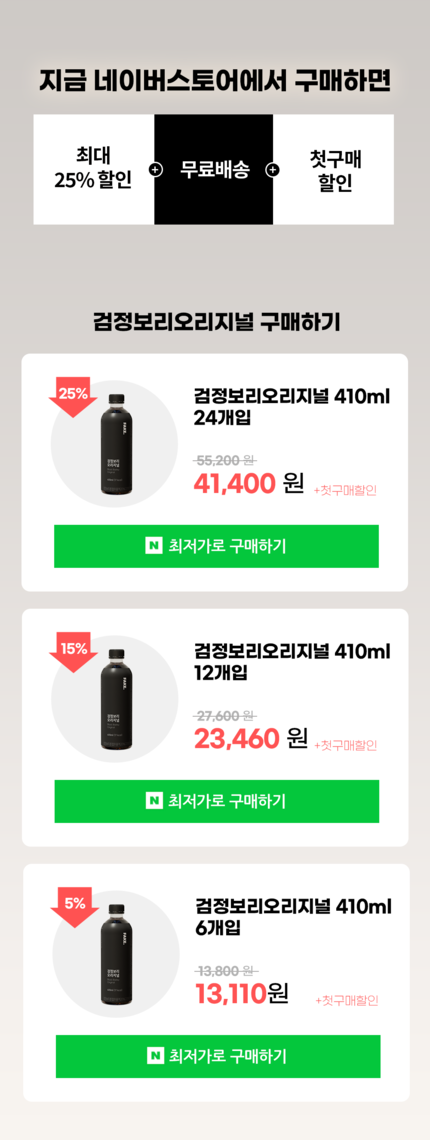 지금 네이버스토어에서 구매하면
최대
25% 할인
무료배송
첫구매
할인
검정보리오리지널 구매하기
25%
검정보리오리지널 410ml
24개입
55,200 원
41,400 원 +첫구매할인
N 최저가로 구매하기
15%
검정보리오리지널 410ml
12개입
27,600 원
23,460 원 +첫구매할인
N 최저가로 구매하기
5%
검정보리오리지널 410ml
6개입
13,800 원
13,110원 +첫구매할인
N 최저가로 구매하기